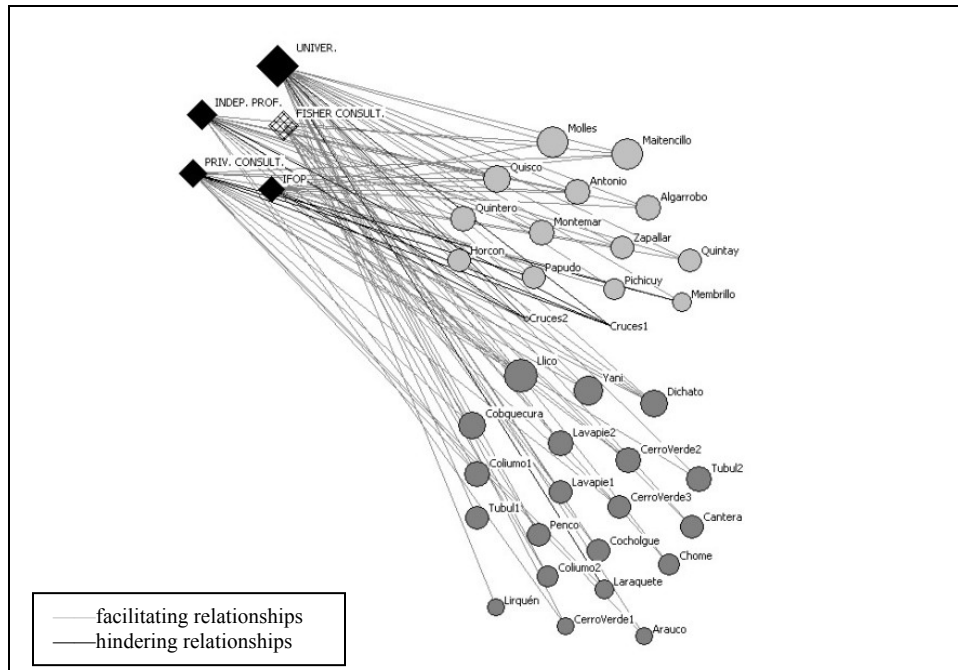 UNIVER.
INDEP. PROF.
FISHER CONSULT.
Molles
Maitencillo
PRIV. CONSULT.
IFOP.
Quisco
Antonio
Algarrobo
Quintero
Montemar
Zapallar
Quintay
Horcon
Papudo
Pichicuy
Membrillo
Cruces2
Cruces1
Llico
Yani
Dichato
Cobquecura
Lavapie2
CerroVerde2
Tubul2
Coliumo1
Lavapie1
CerroVerde3
Cantera
Tubul1
Penco
Cocholgue
Chome
Coliumo2
Laraquete
Lirquén
CerroVerde1
Arauco
facilitating relationships
hindering relationships